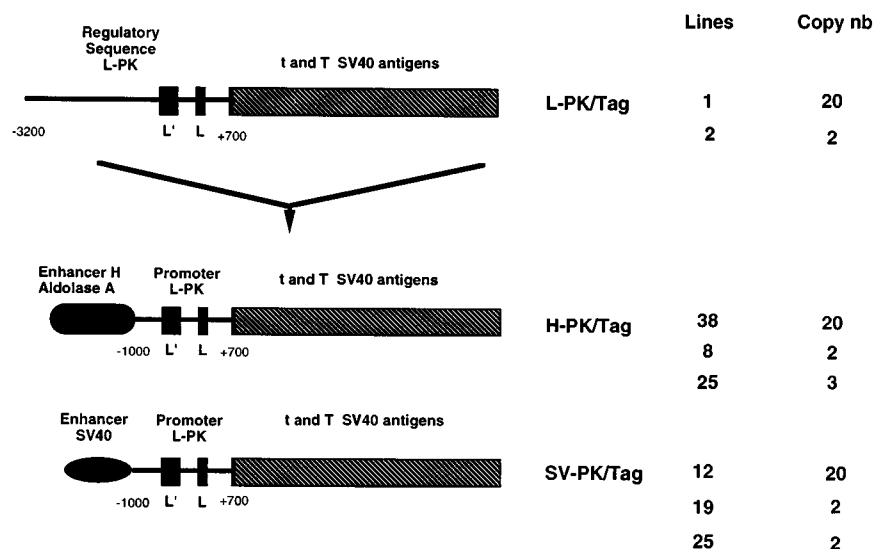 Lines Copy nb
Regulatory
Sequence
L-PK
t and T SV40 antigens
L-PK/Tag 1 20
-3200 L' L +700 2 2
Enhancer H
Aldolase A
Promoter
L-PK
t and T SV40 antigens
H-PK/Tag 38 20
-1000 L' L +700 8 2
25 3
Enhancer
SV40
Promoter
L-PK
t and T SV40 antigens
SV-PK/Tag 12 20
-1000 L' L +700 19 2
25 2